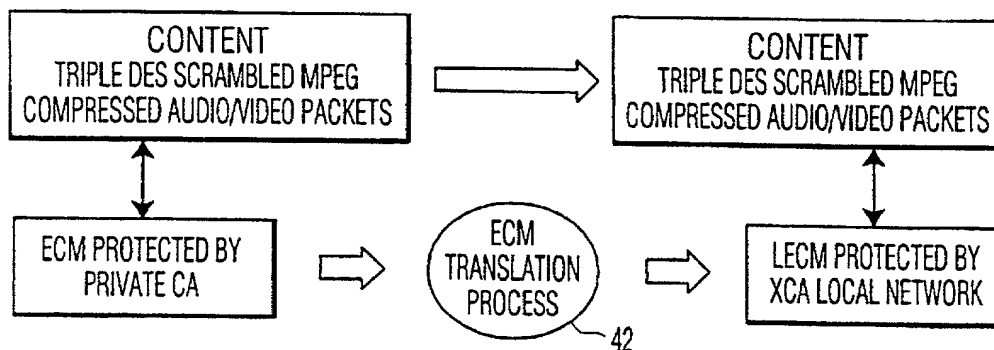 CONTENT
TRIPLE DES SCRAMBLED MPEG
COMPRESSED AUDIO/VIDEO PACKETS
CONTENT
TRIPLE DES SCRAMBLED MPEG
COMPRESSED AUDIO/VIDEO PACKETS
ECM PROTECTED BY
PRIVATE CA
ECM
TRANSLATION
PROCESS
42
LECM PROTECTED BY
XCA LOCAL NETWORK